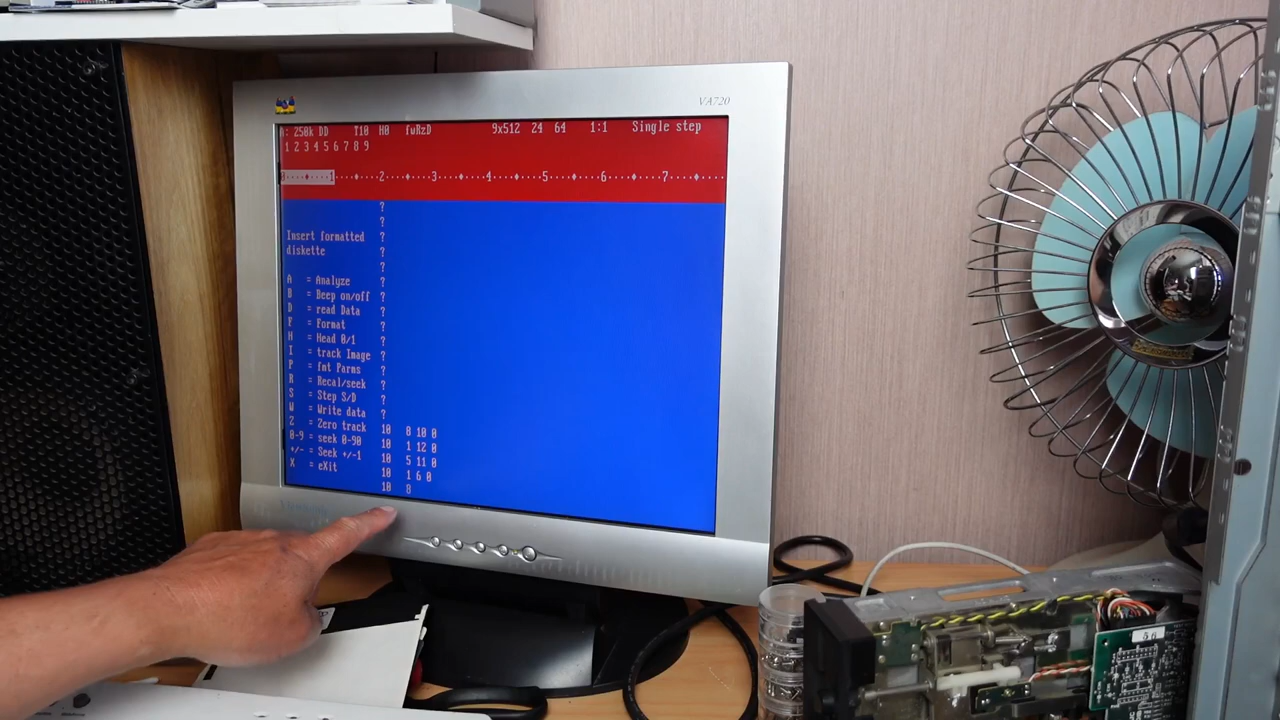 VA720
A: 250k DD T10 H0 fwRzD 9x512 24 64 1:1 Single step
1 2 3 4 5 6 7 8 9
0····♦····1····♦····2····♦····3····♦····4····♦····5····♦····6····♦····7····♦····
?
?
Insert formatted ?
diskette ?
?
A = Analyze ?
B = Beep on/off ?
D = read Data ?
F = Format ?
H = Head 0/1 ?
I = track Image ?
P = fmt Parms ?
R = Recal/seek ?
S = Step S/D ?
W = Write data ?
Z = Zero track 10 8 10 0
0-9 = seek 0-90 10 1 12 0
+/- = Seek +/-1 10 5 11 0
X = eXit 10 1 6 0
10 8